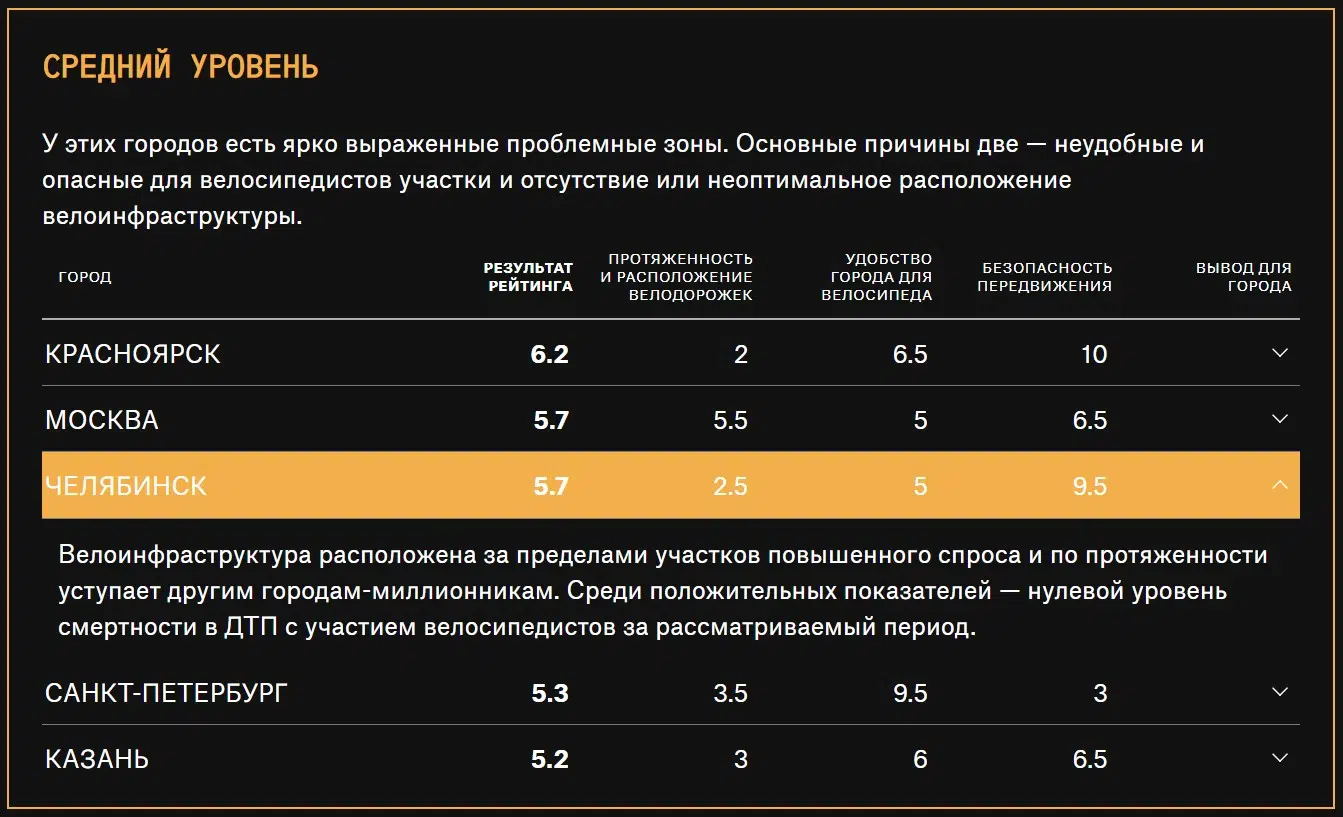 СРЕДНИЙ УРОВЕНЬ
У этих городов есть ярко выраженные проблемные зоны. Основные причины две — неудобные и
опасные для велосипедистов участки и отсутствие или неоптимальное расположение
велоинфраструктуры.
ГОРОД
РЕЗУЛЬТАТ
РЕЙТИНГА
ПРОТЯЖЕННОСТЬ
И РАСПОЛОЖЕНИЕ
ВЕЛОДОРОЖЕК
УДОБСТВО
ГОРОДА ДЛЯ
ВЕЛОСИПЕДА
БЕЗОПАСНОСТЬ
ПЕРЕДВИЖЕНИЯ
ВЫВОД ДЛЯ
ГОРОДА
КРАСНОЯРСК 6.2 2 6.5 10
МОСКВА 5.7 5.5 5 6.5
ЧЕЛЯБИНСК 5.7 2.5 5 9.5
Велоинфраструктура расположена за пределами участков повышенного спроса и по протяженности
уступает другим городам-миллионникам. Среди положительных показателей — нулевой уровень
смертности в ДТП с участием велосипедистов за рассматриваемый период.
САНКТ-ПЕТЕРБУРГ 5.3 3.5 9.5 3
КАЗАНЬ 5.2 3 6 6.5